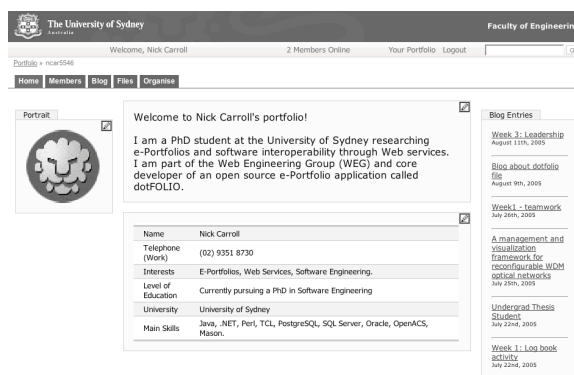 The University of Sydney
Australia
Faculty of Engineerin
Welcome, Nick Carroll
2 Members Online
Your Portfolio Logout
Portfolio » ncar5546
Home Members Blog Files Organise
Portrait
Welcome to Nick Carroll's portfolio!
I am a PhD student at the University of Sydney researching
e-Portfolios and software interoperability through Web services.
I am part of the Web Engineering Group (WEG) and core
developer of an open source e-Portfolio application called
dotFOLIO.
Name Nick Carroll
Telephone
(Work) (02) 9351 8730
Interests E-Portfolios, Web Services, Software Engineering.
Level of
Education Currently pursuing a PhD in Software Engineering
University University of Sydney
Main Skills Java, .NET, Perl, TCL, PostgreSQL, SQL Server, Oracle, OpenACS,
Mason.
Blog Entries
Week 3: Leadership
August 11th, 2005
Blog about dotfolio
file
August 9th, 2005
Week1 - teamwork
July 26th, 2005
A management and
visualization
framework for
reconfigurable WDM
optical networks
July 25th, 2005
Undergrad Thesis
Student
July 22nd, 2005
Week 1: Log book
activity
July 22nd, 2005